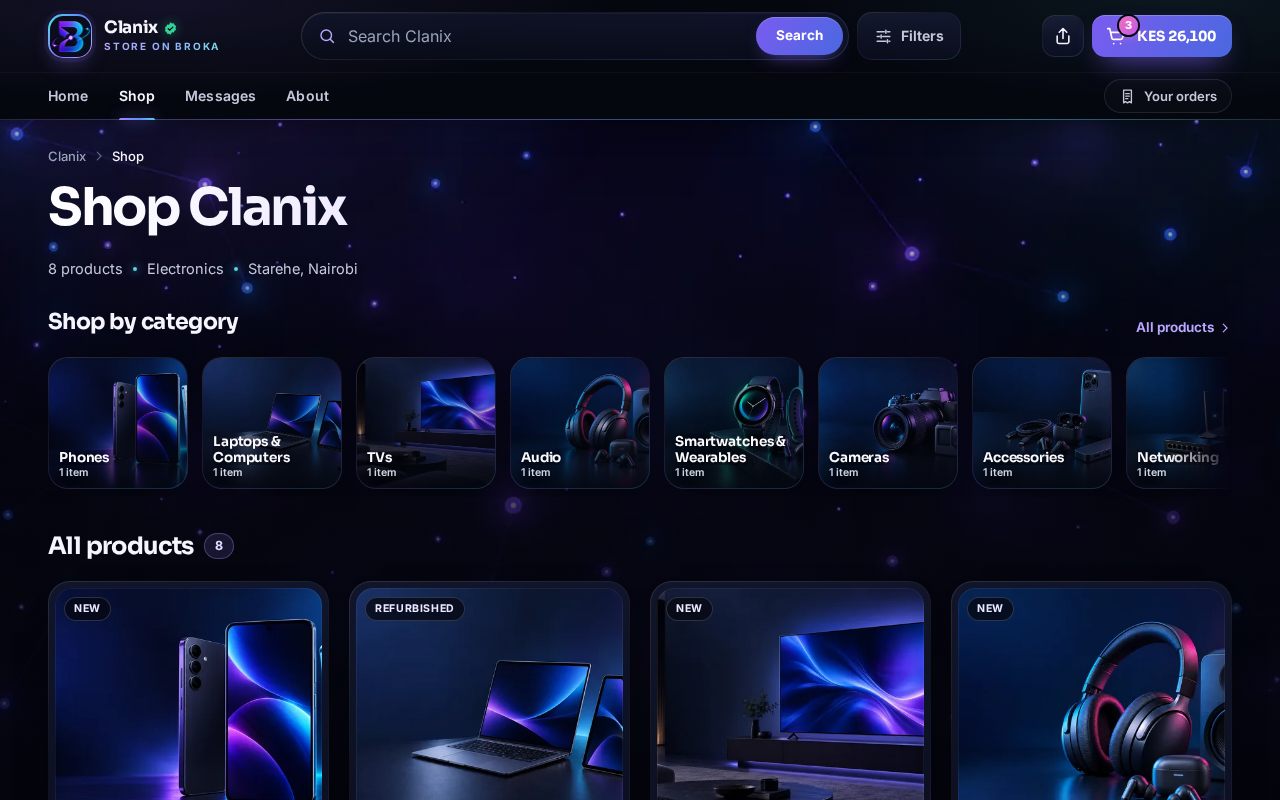 Clanix
STORE ON BROKA
Search Clanix
Search
Filters
3
KES 26,100
Home
Shop
Messages
About
Your orders
Clanix > Shop
Shop Clanix
8 products • Electronics • Starehe, Nairobi
Shop by category
All products >
Phones
1 item
Laptops &
Computers
1 item
TVs
1 item
Audio
1 item
Smartwatches &
Wearables
1 item
Cameras
1 item
Accessories
1 item
Networking
1 item
All products
8
NEW
REFURBISHED
NEW
NEW